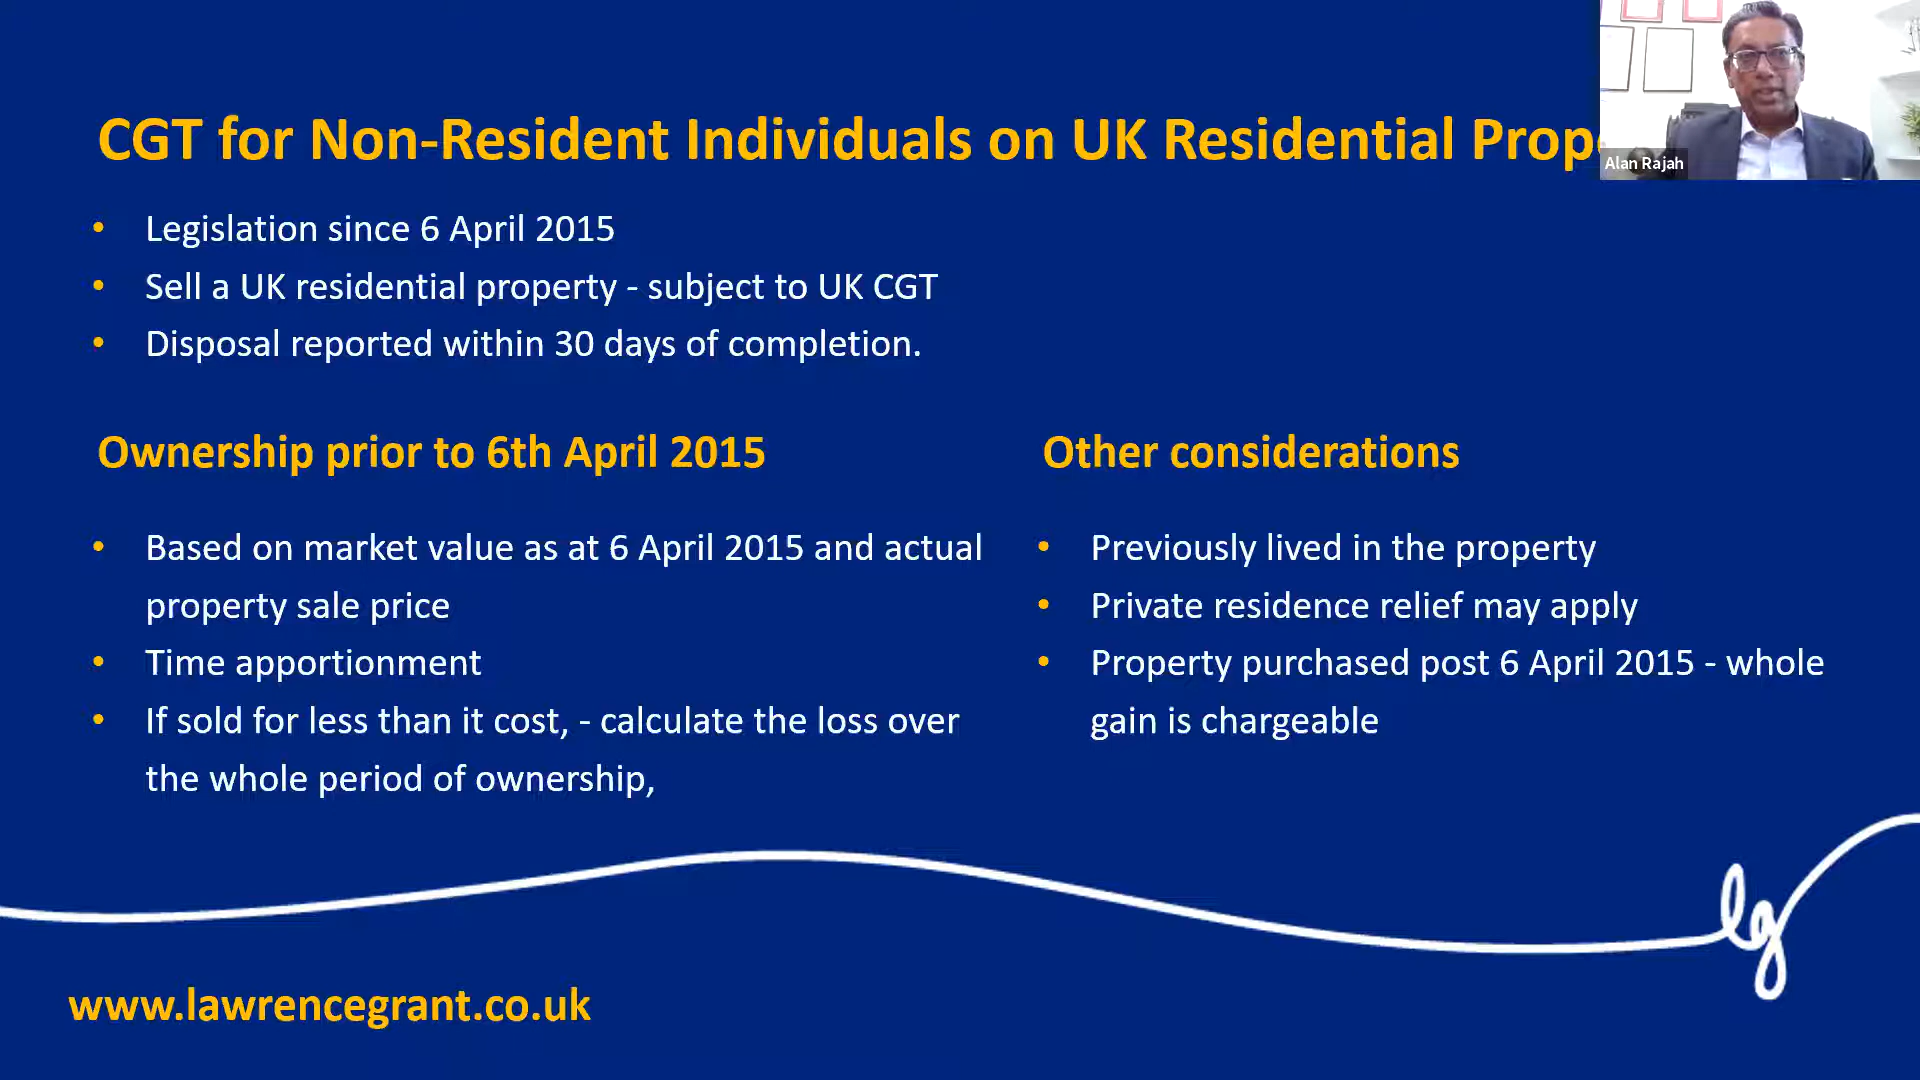 CGT for Non-Resident Individuals on UK Residential
Alan Rajah
• Legislation since 6 April 2015
• Sell a UK residential property - subject to UK CGT
• Disposal reported within 30 days of completion.
Ownership prior to 6th April 2015
• Based on market value as at 6 April 2015 and actual
property sale price
• Time apportionment
• If sold for less than it cost, - calculate the loss over
the whole period of ownership,
Other considerations
• Previously lived in the property
• Private residence relief may apply
• Property purchased post 6 April 2015 - whole
gain is chargeable
lg
www.lawrencegrant.co.uk